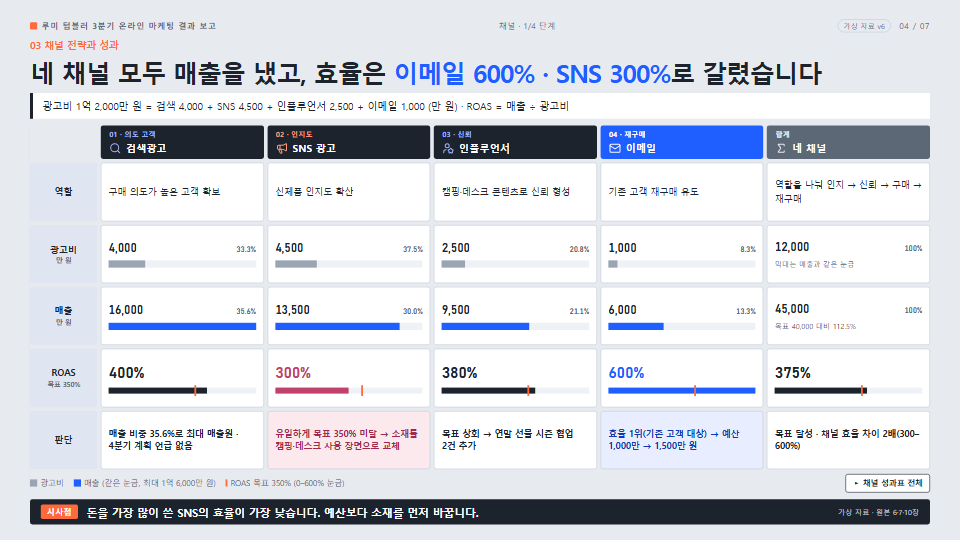 루미 텀블러 3분기 온라인 마케팅 결과 보고
채널 · 1/4 단계
가상 자료 v6
04 / 07
03 채널 전략과 성과
네 채널 모두 매출을 냈고, 효율은 이메일 600% · SNS 300%로 갈렸습니다
광고비 1억 2,000만 원 = 검색 4,000 + SNS 4,500 + 인플루언서 2,500 + 이메일 1,000 (만 원) · ROAS = 매출 ÷ 광고비
01 · 의도 고객
검색광고
02 · 인지도
SNS 광고
03 · 신뢰
인플루언서
04 · 재구매
이메일
합계
네 채널
역할
구매 의도가 높은 고객 확보
신제품 인지도 확산
캠핑·데스크 콘텐츠로 신뢰 형성
기존 고객 재구매 유도
역할을 나눠 인지 → 신뢰 → 구매 →
재구매
광고비
만 원
4,000 33.3%
4,500 37.5%
2,500 20.8%
1,000 8.3%
12,000 100%
막대는 매출과 같은 눈금
매출
만 원
16,000 35.6%
13,500 30.0%
9,500 21.1%
6,000 13.3%
45,000 100%
목표 40,000 대비 112.5%
ROAS
목표 350%
400%
300%
380%
600%
375%
판단
매출 비중 35.6%로 최대 매출원 ·
4분기 계획 언급 없음
유일하게 목표 350% 미달 → 소재를
캠핑·데스크 사용 장면으로 교체
목표 상회 → 연말 선물 시즌 협업
2건 추가
효율 1위(기존 고객 대상) → 예산
1,000만 → 1,500만 원
목표 달성 · 채널 효율 차이 2배(300–
600%)
광고비
매출 (같은 눈금, 최대 1억 6,000만 원)
ROAS 목표 350% (0–600% 눈금)
▸ 채널 성과표 전체
시사점
돈을 가장 많이 쓴 SNS의 효율이 가장 낮습니다. 예산보다 소재를 먼저 바꿉니다.
가상 자료 · 원본 6·7·10장